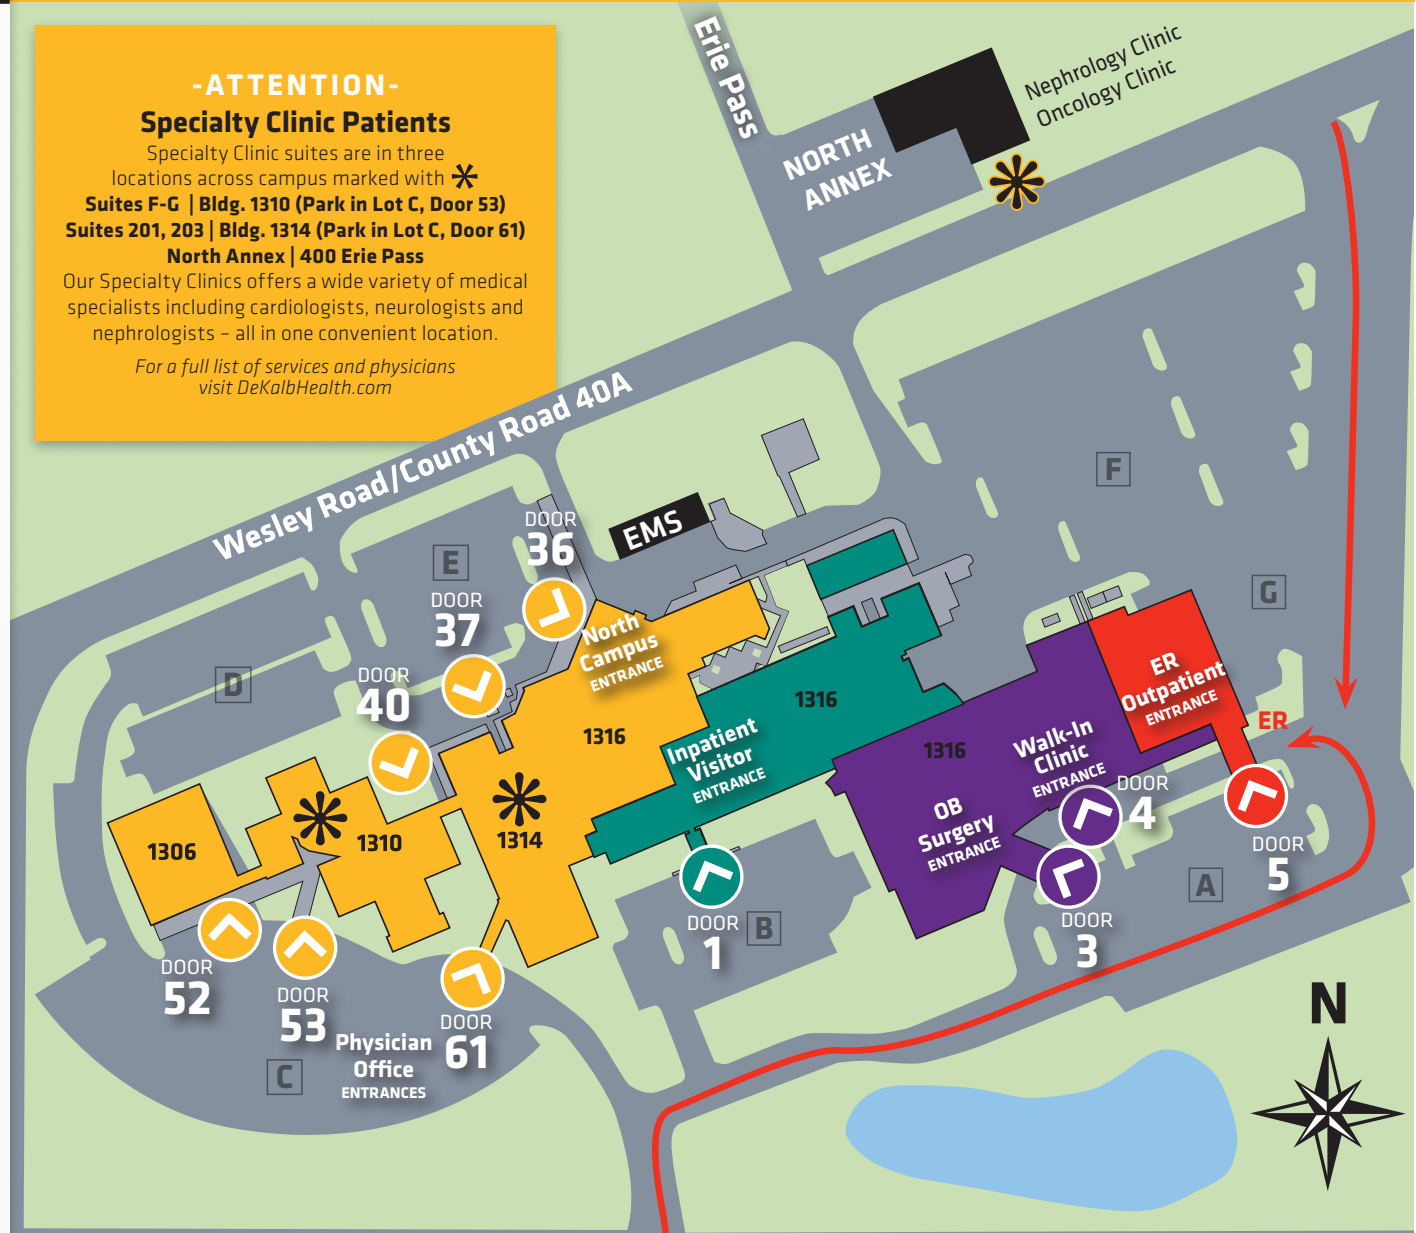 -ATTENTION-
Specialty Clinic Patients
Specialty Clinic suites are in three
locations across campus marked with
Suites F-G | Bldg. 1310 (Park in Lot C, Door 53)
Suites 201, 203 | Bldg. 1314 (Park in Lot C, Door 61)
North Annex | 400 Erie Pass
Our Specialty Clinics offers a wide variety of medical
specialists including cardiologists, neurologists and
nephrologists – all in one convenient location.
For a full list of services and physicians
visit DeKalbHealth.com
Erie Pass
Nephrology Clinic
Oncology Clinic
NORTH
ANNEX
Wesley Road/County Road 40A
F
EMS
DOOR
36
E
DOOR
37
G
North
Campus
ENTRANCE
D
DOOR
40
ER
Outpatient
ENTRANCE
1316
ER
1316
Inpatient
Visitor
ENTRANCE
1316
Walk-In
Clinic
ENTRANCE
DOOR
4
OB
Surgery
ENTRANCE
1314
1310
1306
DOOR
5
A
DOOR
1
B
DOOR
3
DOOR
52
DOOR
53
DOOR
61
Physician
Office
ENTRANCES
C
N